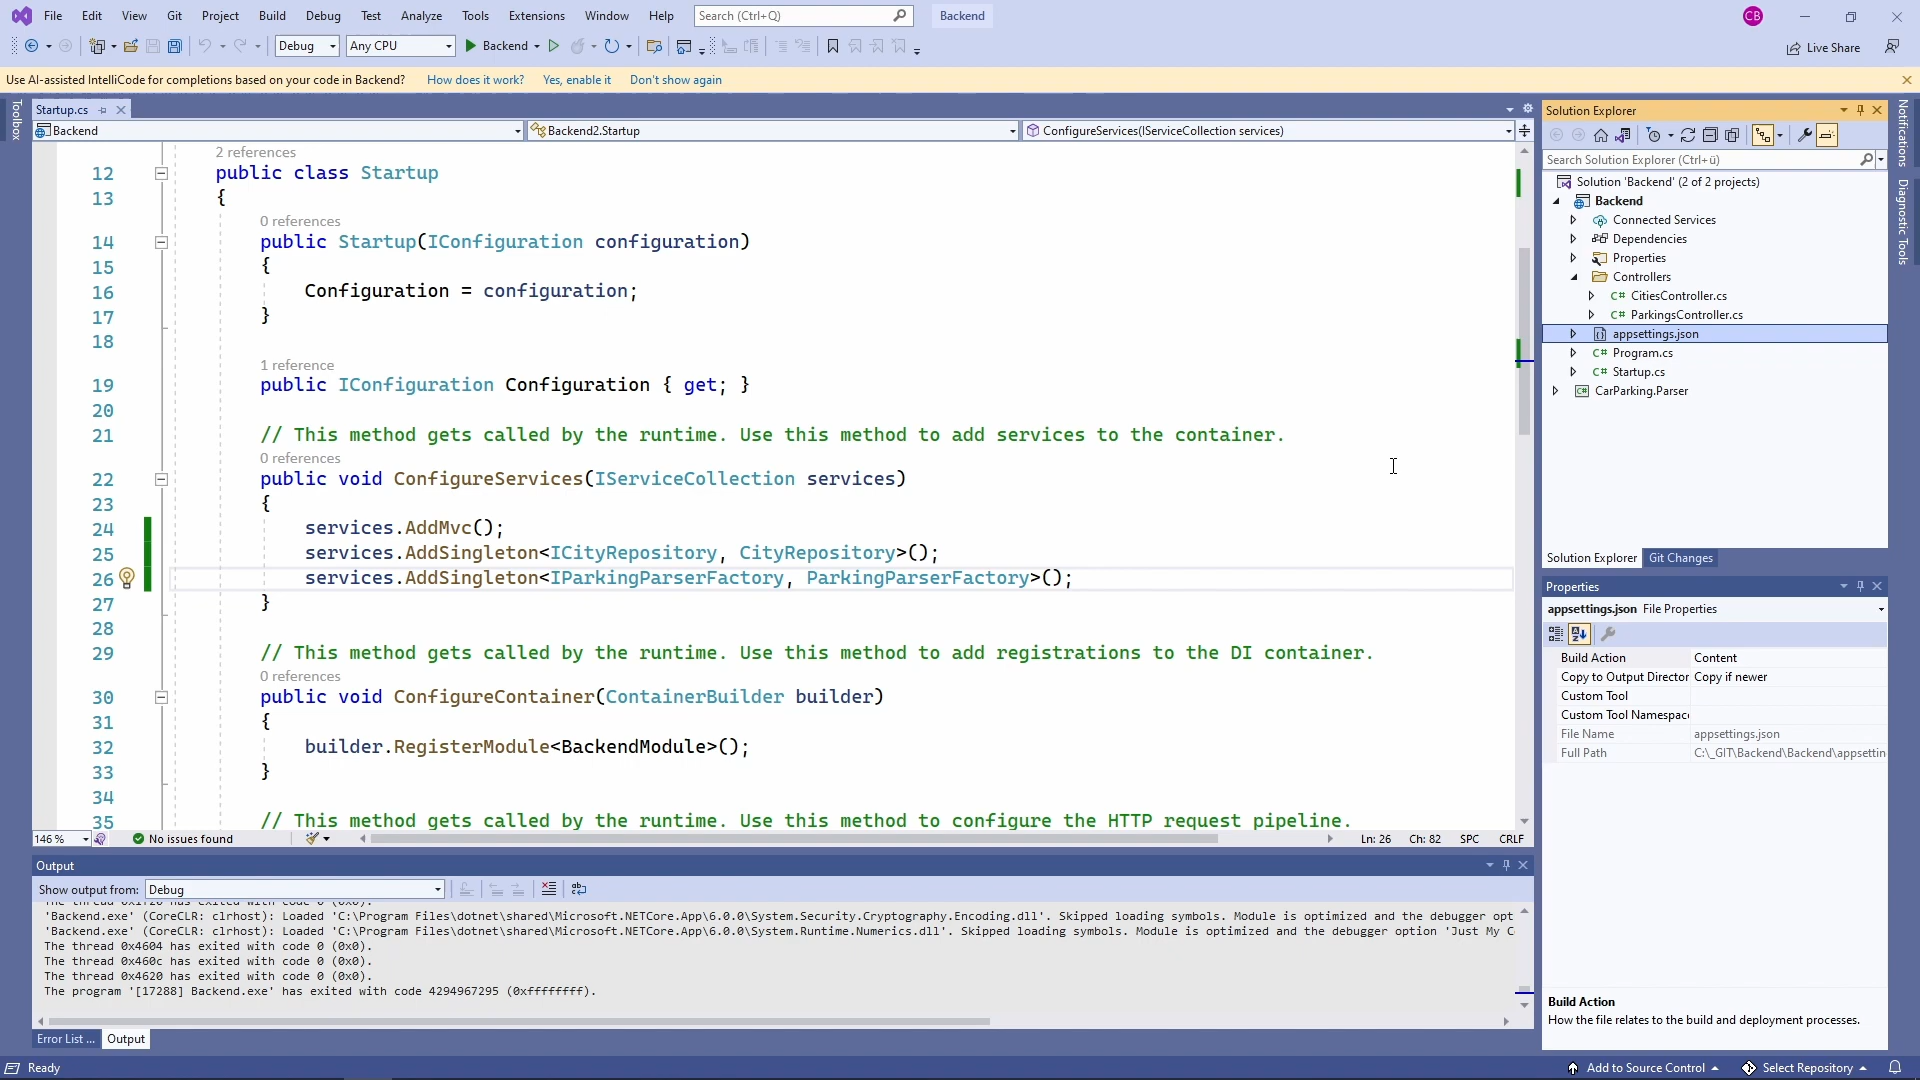 File Edit View Git Project Build Debug Test Analyze Tools Extensions Window Help Search (Ctrl+Q) Backend CB
Debug Any CPU Backend Live Share
Use AI-assisted IntelliCode for completions based on your code in Backend? How does it work? Yes, enable it Don't show again
Toolbox
Startup.cs
Backend Backend2.Startup ConfigureServices(IServiceCollection services)
2 references
12 public class Startup
13 {
0 references
14 public Startup(IConfiguration configuration)
15 {
16 Configuration = configuration;
17 }
18
1 reference
19 public IConfiguration Configuration { get; }
20
21 // This method gets called by the runtime. Use this method to add services to the container.
0 references
22 public void ConfigureServices(IServiceCollection services)
23 {
24 services.AddMvc();
25 services.AddSingleton<ICityRepository, CityRepository>();
26 services.AddSingleton<IParkingParserFactory, ParkingParserFactory>();
27 }
28
29 // This method gets called by the runtime. Use this method to add registrations to the DI container.
0 references
30 public void ConfigureContainer(ContainerBuilder builder)
31 {
32 builder.RegisterModule<BackendModule>();
33 }
34
35 // This method gets called by the runtime. Use this method to configure the HTTP request pipeline.
146 % No issues found Ln: 26 Ch: 82 SPC CRLF
Output
Show output from: Debug
The thread 0x1f20 has exited with code 0 (0x0).
'Backend.exe' (CoreCLR: clrhost): Loaded 'C:\Program Files\dotnet\shared\Microsoft.NETCore.App\6.0.0\System.Security.Cryptography.Encoding.dll'. Skipped loading symbols. Module is optimized and the debugger opt
'Backend.exe' (CoreCLR: clrhost): Loaded 'C:\Program Files\dotnet\shared\Microsoft.NETCore.App\6.0.0\System.Runtime.Numerics.dll'. Skipped loading symbols. Module is optimized and the debugger option 'Just My C
The thread 0x4604 has exited with code 0 (0x0).
The thread 0x460c has exited with code 0 (0x0).
The thread 0x4620 has exited with code 0 (0x0).
The program '[17288] Backend.exe' has exited with code 4294967295 (0xffffffff).
Error List ... Output
Solution Explorer
Search Solution Explorer (Ctrl+ü)
Solution 'Backend' (2 of 2 projects)
Backend
Connected Services
Dependencies
Properties
Controllers
C# CitiesController.cs
C# ParkingsController.cs
appsettings.json
C# Program.cs
C# Startup.cs
C# CarParking.Parser
Solution Explorer Git Changes
Properties
appsettings.json File Properties
Build Action Content
Copy to Output Director Copy if newer
Custom Tool
Custom Tool Namespac
File Name appsettings.json
Full Path C:\_GIT\Backend\Backend\appsettin
Build Action
How the file relates to the build and deployment processes.
Notifications
Diagnostic Tools
Ready Add to Source Control Select Repository